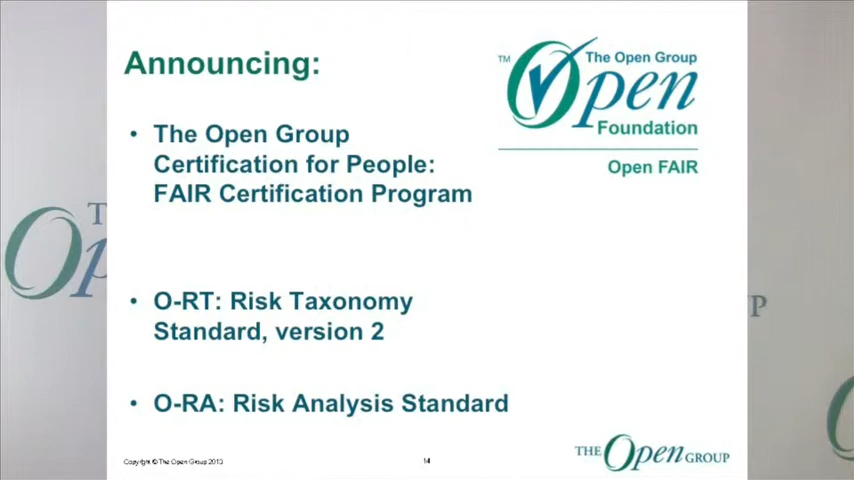 Announcing:
TM
The Open Group
Open
Foundation
Open FAIR
• The Open Group
Certification for People:
FAIR Certification Program
• O-RT: Risk Taxonomy
Standard, version 2
• O-RA: Risk Analysis Standard
Copyright © The Open Group 2013
14
THE Open GROUP